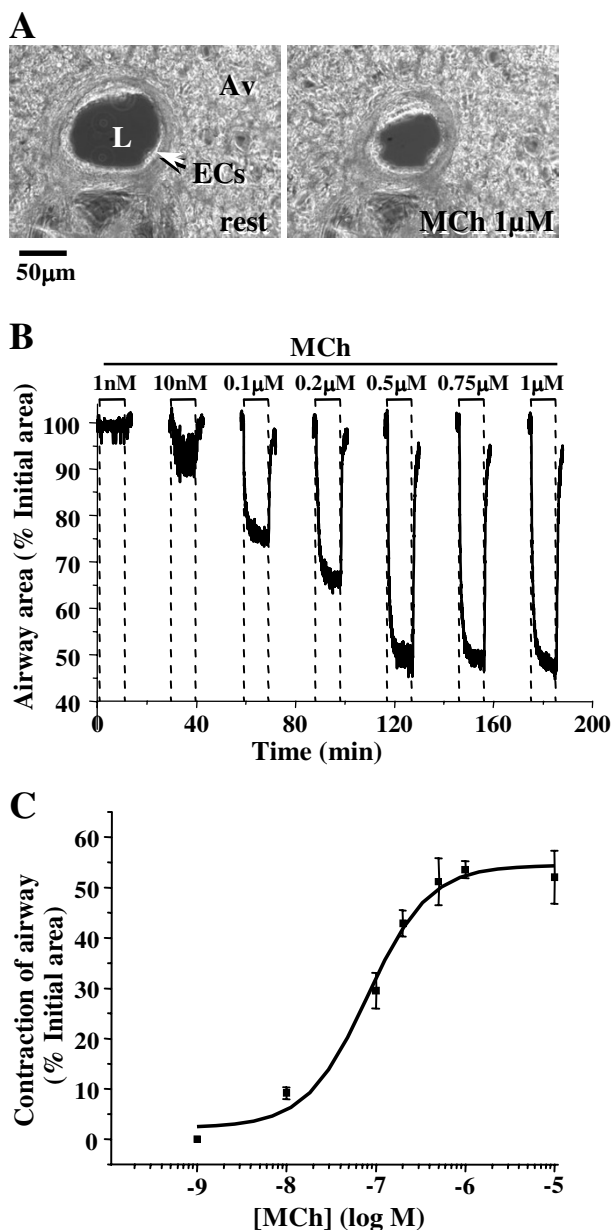 A
Av
L
ECs
rest
MCh 1μM
50μm
B
MCh
1nM 10nM 0.1μM 0.2μM 0.5μM 0.75μM 1μM
Airway area (% Initial area)
100
90
80
70
60
50
40
0 40 80 120 160 200
Time (min)
C
Contraction of airway
(% Initial area)
60
50
40
30
20
10
0
-9 -8 -7 -6 -5
[MCh] (log M)